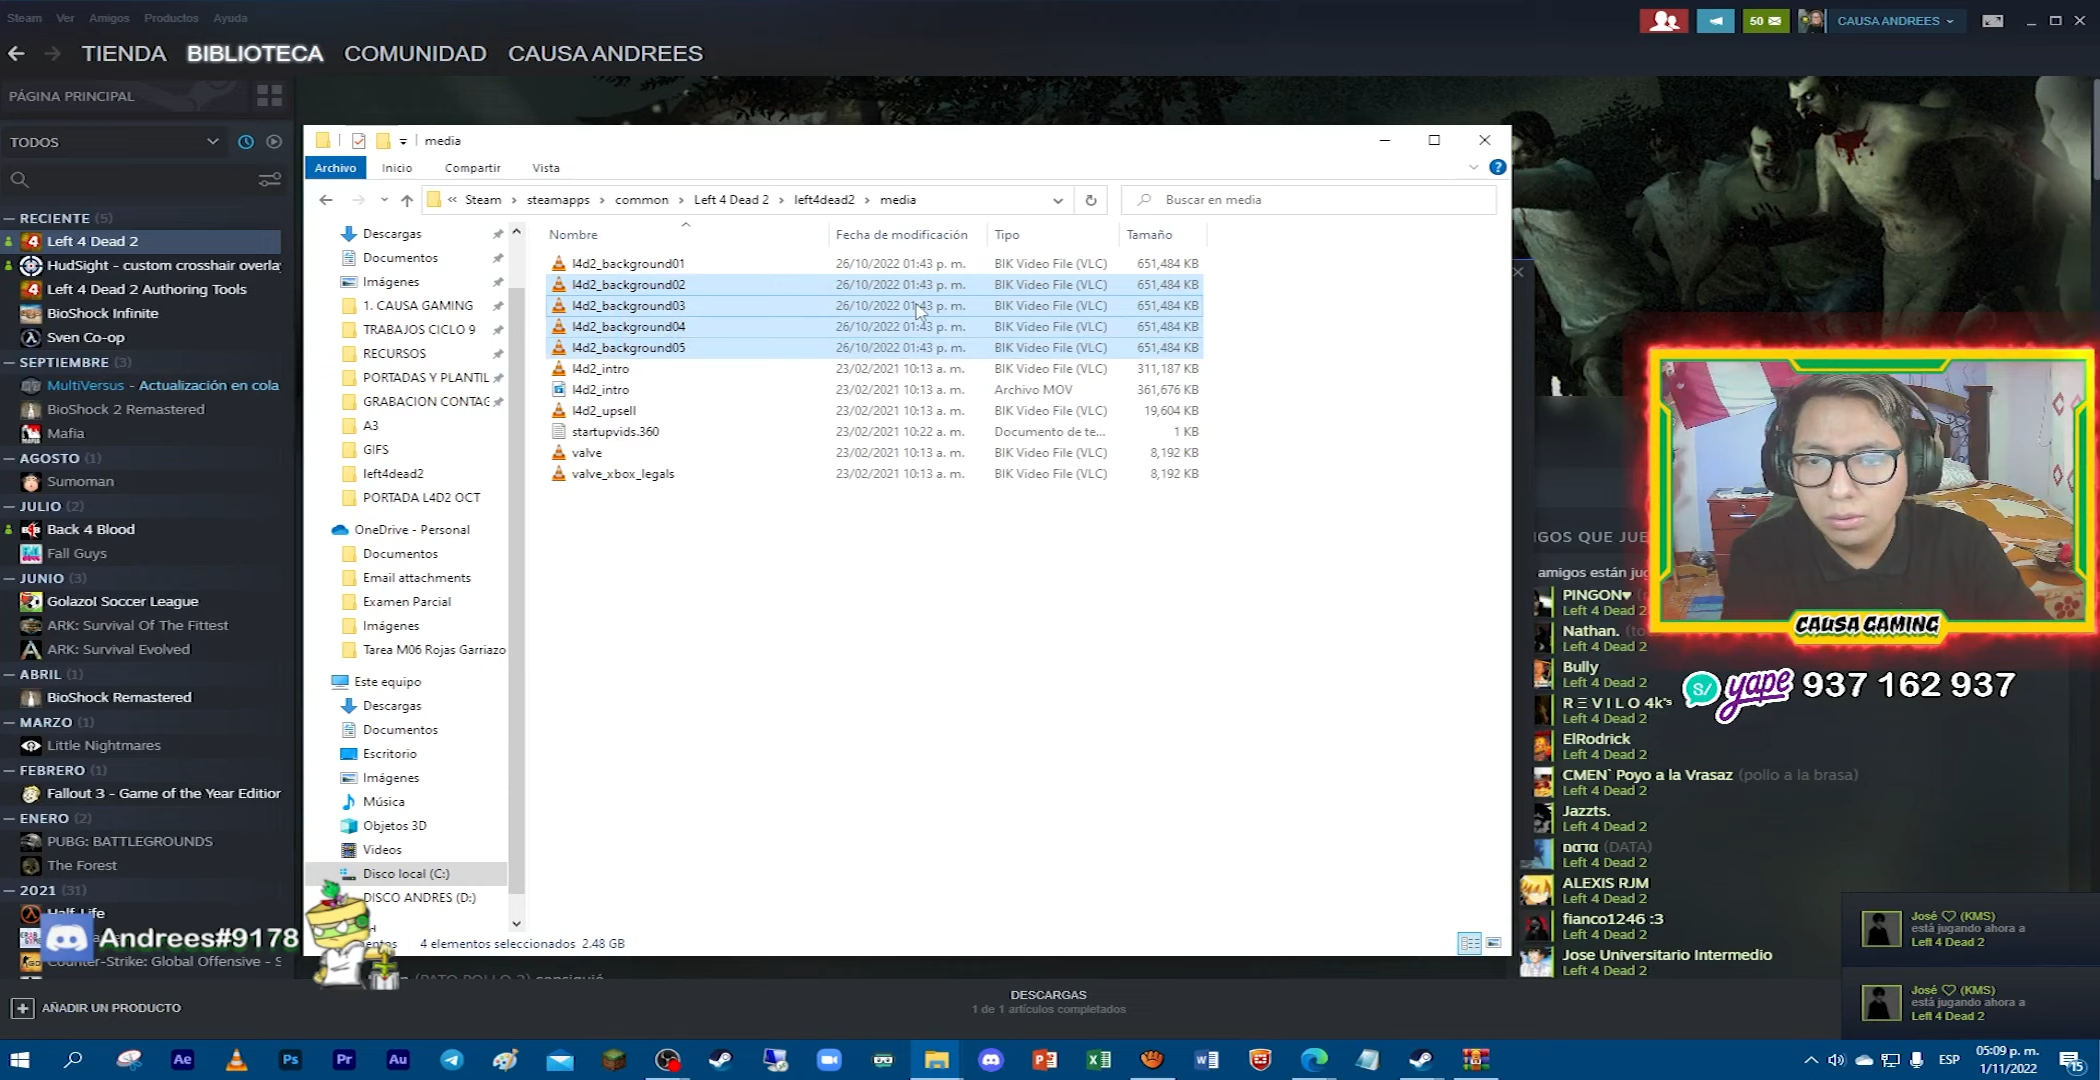 Steam Ver Amigos Productos Ayuda
50
CAUSA ANDREES
TIENDA BIBLIOTECA COMUNIDAD CAUSA ANDREES
PÁGINA PRINCIPAL
TODOS
— RECIENTE (5)
Left 4 Dead 2
HudSight - custom crosshair overla
Left 4 Dead 2 Authoring Tools
BioShock Infinite
Sven Co-op
— SEPTIEMBRE (3)
MultiVersus - Actualización en cola
BioShock 2 Remastered
Mafia
— AGOSTO (1)
Sumoman
— JULIO (2)
Back 4 Blood
Fall Guys
— JUNIO (3)
Golazo! Soccer League
ARK: Survival Of The Fittest
ARK: Survival Evolved
— ABRIL (1)
BioShock Remastered
— MARZO (1)
Little Nightmares
— FEBRERO (1)
Fallout 3 - Game of the Year Edition
— ENERO (2)
PUBG: BATTLEGROUNDS
The Forest
— 2021 (31)
Half-Life
Andrees#9178
Counter-Strike: Global Offensive - S
AÑADIR UN PRODUCTO
media
Archivo Inicio Compartir Vista
« Steam › steamapps › common › Left 4 Dead 2 › left4dead2 › media
Buscar en media
Descargas
Documentos
Imágenes
1. CAUSA GAMING
TRABAJOS CICLO 9
RECURSOS
PORTADAS Y PLANTIL
GRABACION CONTAC
A3
GIFS
left4dead2
PORTADA L4D2 OCT
OneDrive - Personal
Documentos
Email attachments
Examen Parcial
Imágenes
Tarea M06 Rojas Garriazo
Este equipo
Descargas
Documentos
Escritorio
Imágenes
Música
Objetos 3D
Videos
Disco local (C:)
DISCO ANDRES (D:)
Nombre Fecha de modificación Tipo Tamaño
l4d2_background01 26/10/2022 01:43 p. m. BIK Video File (VLC) 651,484 KB
l4d2_background02 26/10/2022 01:43 p. m. BIK Video File (VLC) 651,484 KB
l4d2_background03 26/10/2022 01:43 p. m. BIK Video File (VLC) 651,484 KB
l4d2_background04 26/10/2022 01:43 p. m. BIK Video File (VLC) 651,484 KB
l4d2_background05 26/10/2022 01:43 p. m. BIK Video File (VLC) 651,484 KB
l4d2_intro 23/02/2021 10:13 a. m. BIK Video File (VLC) 311,187 KB
l4d2_intro 23/02/2021 10:13 a. m. Archivo MOV 361,676 KB
l4d2_upsell 23/02/2021 10:13 a. m. BIK Video File (VLC) 19,604 KB
startupvids.360 23/02/2021 10:22 a. m. Documento de te... 1 KB
valve 23/02/2021 10:13 a. m. BIK Video File (VLC) 8,192 KB
valve_xbox_legals 23/02/2021 10:13 a. m. BIK Video File (VLC) 8,192 KB
4 elementos seleccionados 2.48 GB
DESCARGAS
1 de 1 artículos completados
CAUSA GAMING
S/ yape 937 162 937
IGOS QUE JUE
amigos están jug
PINGON♥
Left 4 Dead 2
Nathan.
Left 4 Dead 2
Bully
Left 4 Dead 2
R Ξ V I L O 4k's
Left 4 Dead 2
ElRodrick
Left 4 Dead 2
CMEN` Poyo a la Vrasaz (pollo a la brasa)
Left 4 Dead 2
Jazzts.
Left 4 Dead 2
(DATA)
Left 4 Dead 2
ALEXIS RJM
Left 4 Dead 2
fianco1246 :3
Left 4 Dead 2
Jose Universitario Intermedio
Left 4 Dead 2
José ♡ (KMS)
está jugando ahora a
Left 4 Dead 2
José ♡ (KMS)
está jugando ahora a
Left 4 Dead 2
Ae Ps Pr Au
ESP
05:09 p. m.
1/11/2022
15